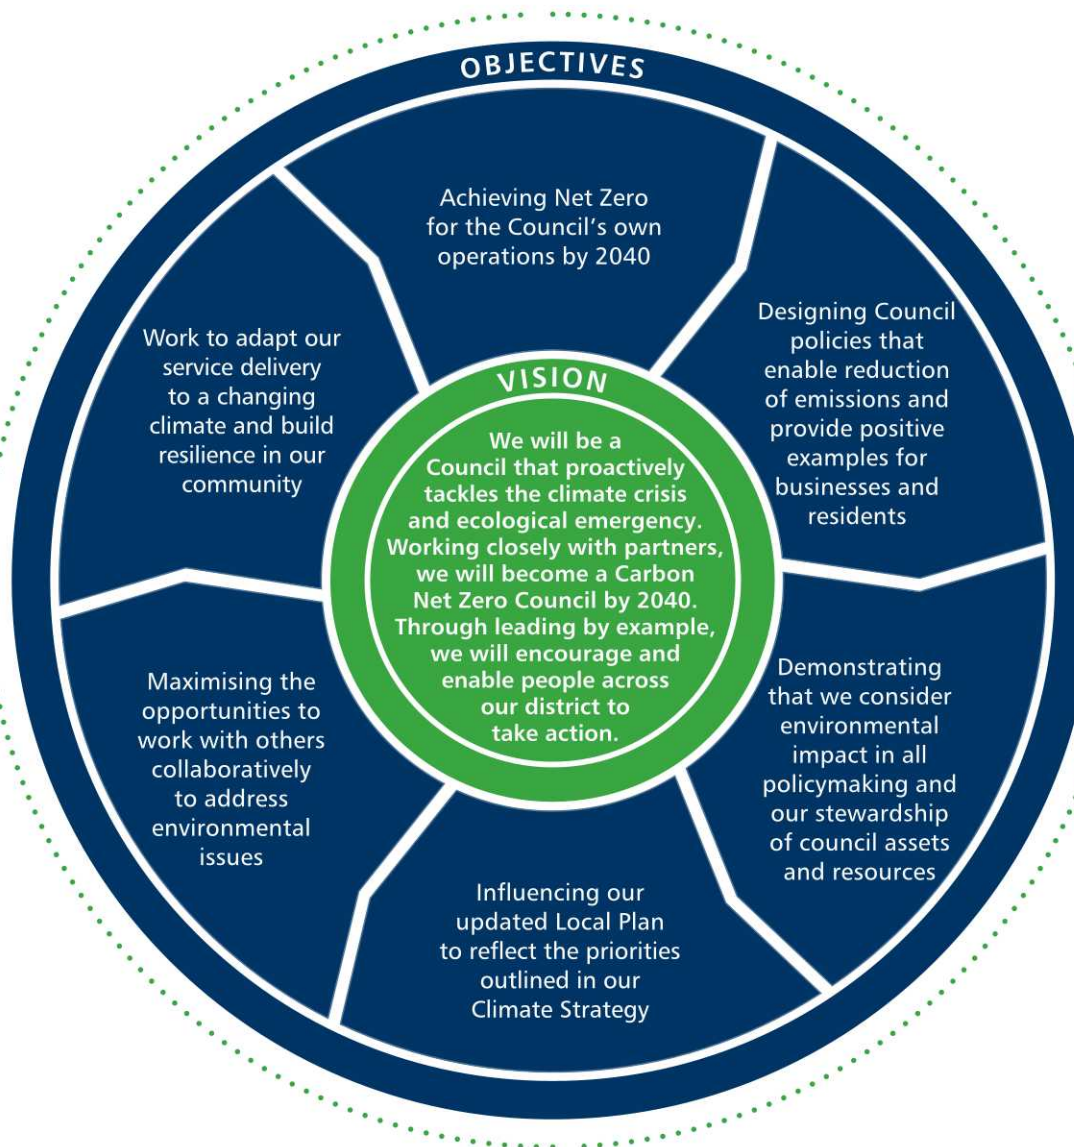 OBJECTIVES
Achieving Net Zero
for the Council's own
operations by 2040
Designing Council
policies that
enable reduction
of emissions and
provide positive
examples for
businesses and
residents
Demonstrating
that we consider
environmental
impact in all
policymaking and
our stewardship
of council assets
and resources
Influencing our
updated Local Plan
to reflect the priorities
outlined in our
Climate Strategy
Maximising the
opportunities to
work with others
collaboratively
to address
environmental
issues
Work to adapt our
service delivery
to a changing
climate and build
resilience in our
community
VISION
We will be a
Council that proactively
tackles the climate crisis
and ecological emergency.
Working closely with partners,
we will become a Carbon
Net Zero Council by 2040.
Through leading by example,
we will encourage and
enable people across
our district to
take action.